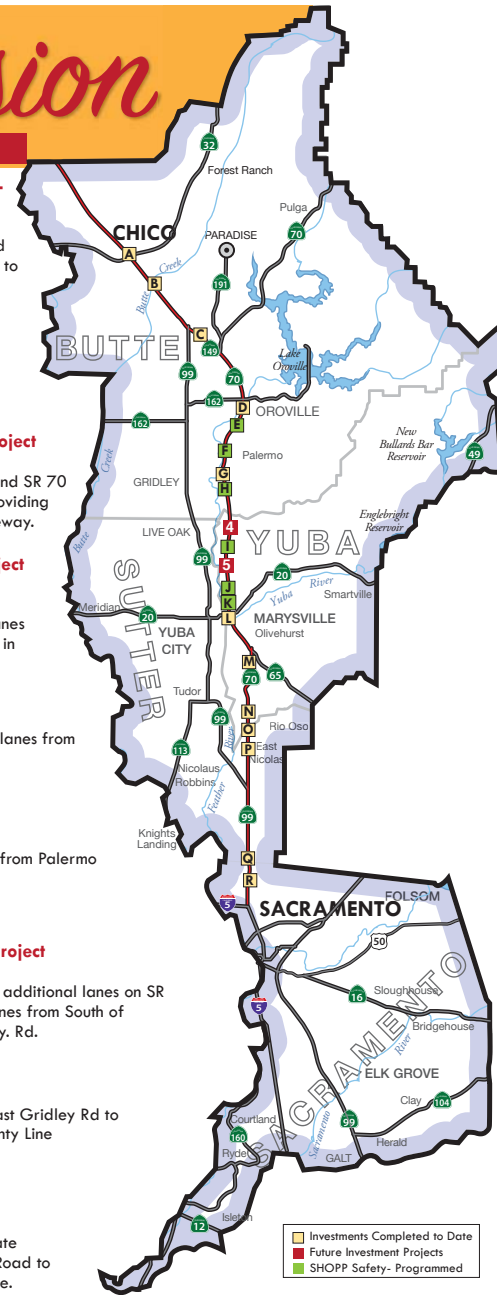 sion
32
Forest Ranch
Pulga
CHICO
PARADISE
70
d
to
A
Creek
B
191
Butte
C
BUTTE
149
Lake
Oroville
99
70
162
D
OROVILLE
162
E
New
Bullards Bar
Reservoir
oject
F
Palermo
49
Creek
G
nd SR 70
GRIDLEY
H
oviding
eway.
Englebright
Reservoir
4
LIVE OAK
YUBA
Butte
I
99
ject
5
20
River
SUTTER
J
Yuba
Smartville
Meridian
K
20
L
MARYSVILLE
anes
YUBA
CITY
Olivehurst
in
M
70
65
Tudor
N
99
O
Rio Oso
lanes from
113
River
P
East
Nicolas
Nicolaus
Robbins
Feather
99
Knights
Landing
from Palermo
Q
R
5
SACRAMENTO
FOLSOM
50
roject
additional lanes on SR
nes from South of
y. Rd.
16
Sloughhouse
5
Bridgehouse
SACRAMENTO
River
ELK GROVE
Clay
104
ast Gridley Rd to
nty Line
Courtland
99
160
Sacramento
Herald
Ryde
GALT
Isleton
12
ate
Road to
e.
Investments Completed to Date
Future Investment Projects
SHOPP Safety- Programmed